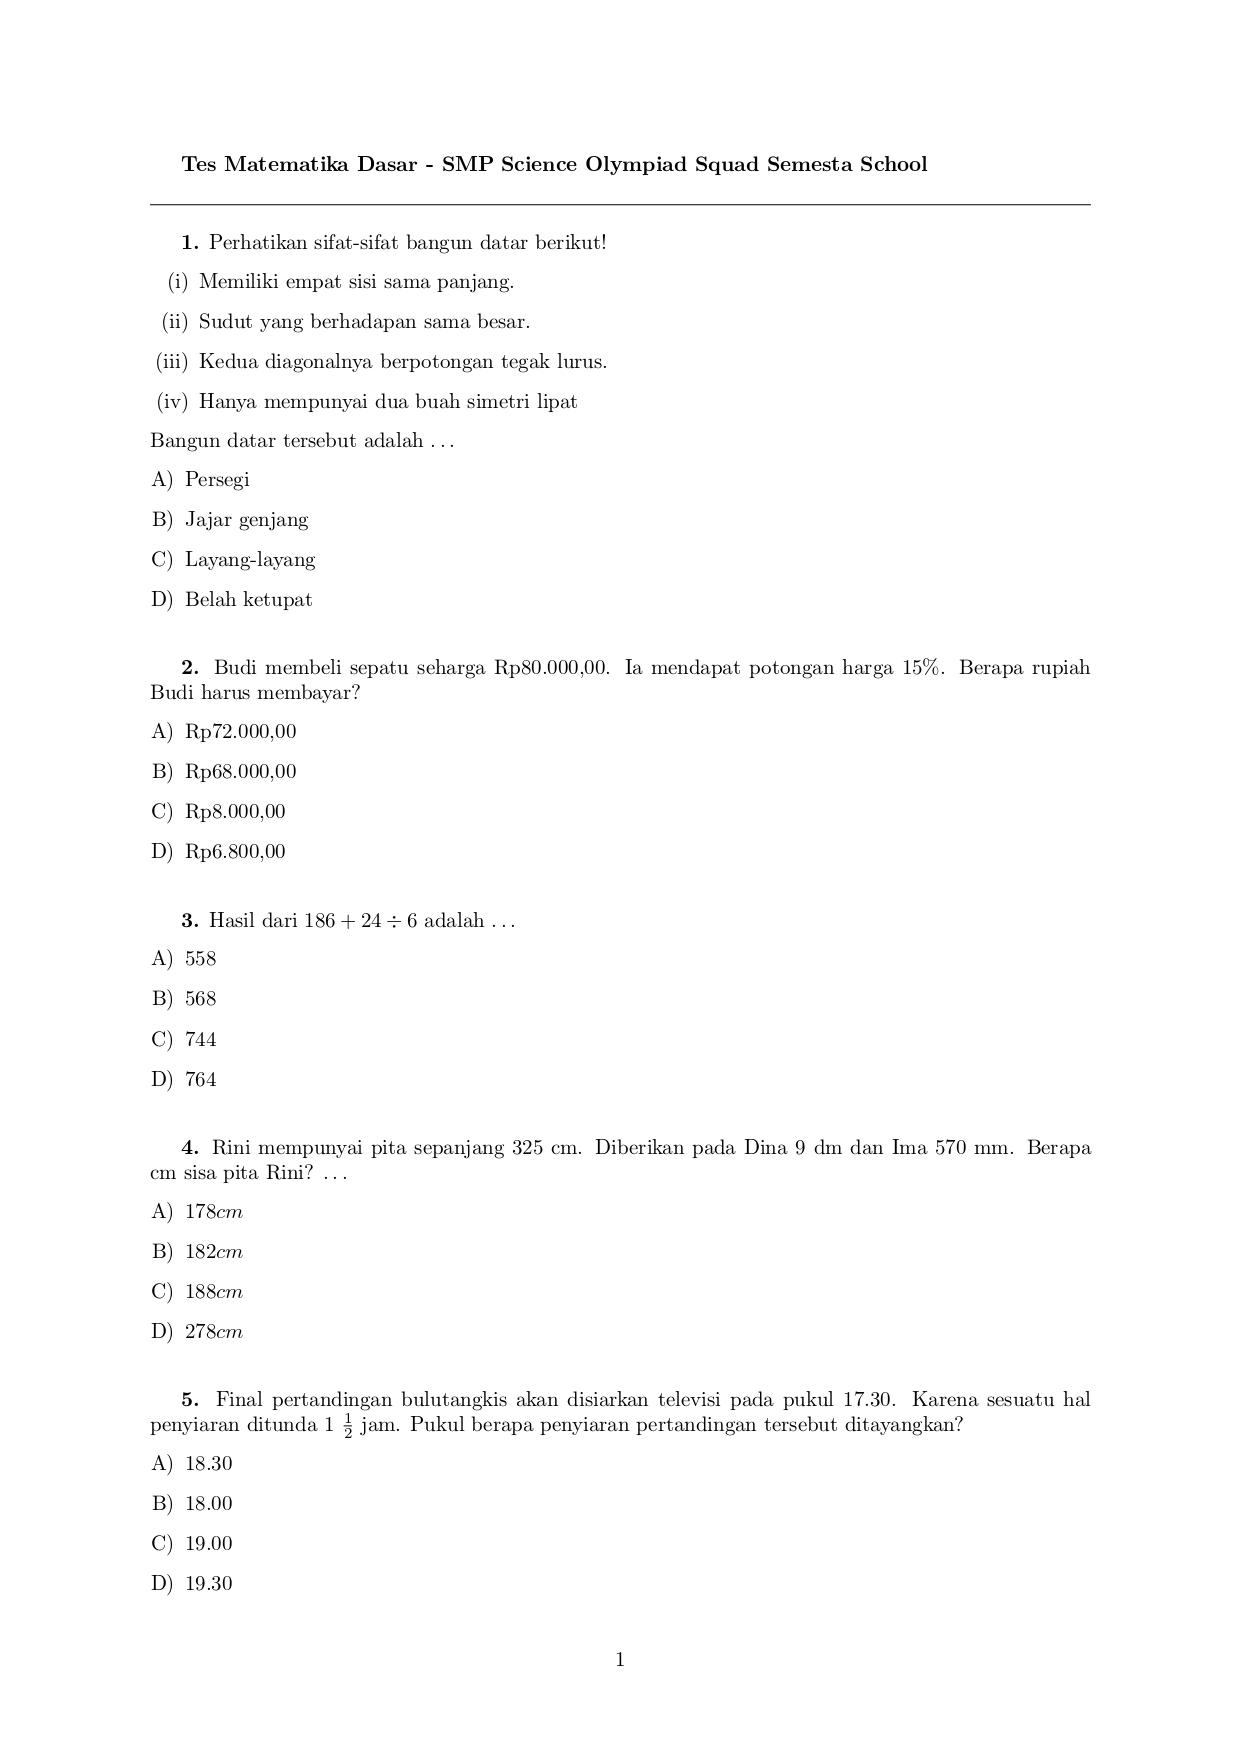 Tes Matematika Dasar - SMP Science Olympiad Squad Semesta School
1. Perhatikan sifat-sifat bangun datar berikut!
(i) Memiliki empat sisi sama panjang.
(ii) Sudut yang berhadapan sama besar.
(iii) Kedua diagonalnya berpotongan tegak lurus.
(iv) Hanya mempunyai dua buah simetri lipat
Bangun datar tersebut adalah . . .
A) Persegi
B) Jajar genjang
C) Layang-layang
D) Belah ketupat
2. Budi membeli sepatu seharga Rp80.000,00. Ia mendapat potongan harga 15%. Berapa rupiah
Budi harus membayar?
A) Rp72.000,00
B) Rp68.000,00
C) Rp8.000,00
D) Rp6.800,00
3. Hasil dari 186 + 24 ÷ 6 adalah . . .
A) 558
B) 568
C) 744
D) 764
4. Rini mempunyai pita sepanjang 325 cm. Diberikan pada Dina 9 dm dan Ima 570 mm. Berapa
cm sisa pita Rini? . . .
A) 178cm
B) 182cm
C) 188cm
D) 278cm
5. Final pertandingan bulutangkis akan disiarkan televisi pada pukul 17.30. Karena sesuatu hal
penyiaran ditunda 1 1/2 jam. Pukul berapa penyiaran pertandingan tersebut ditayangkan?
A) 18.30
B) 18.00
C) 19.00
D) 19.30
1